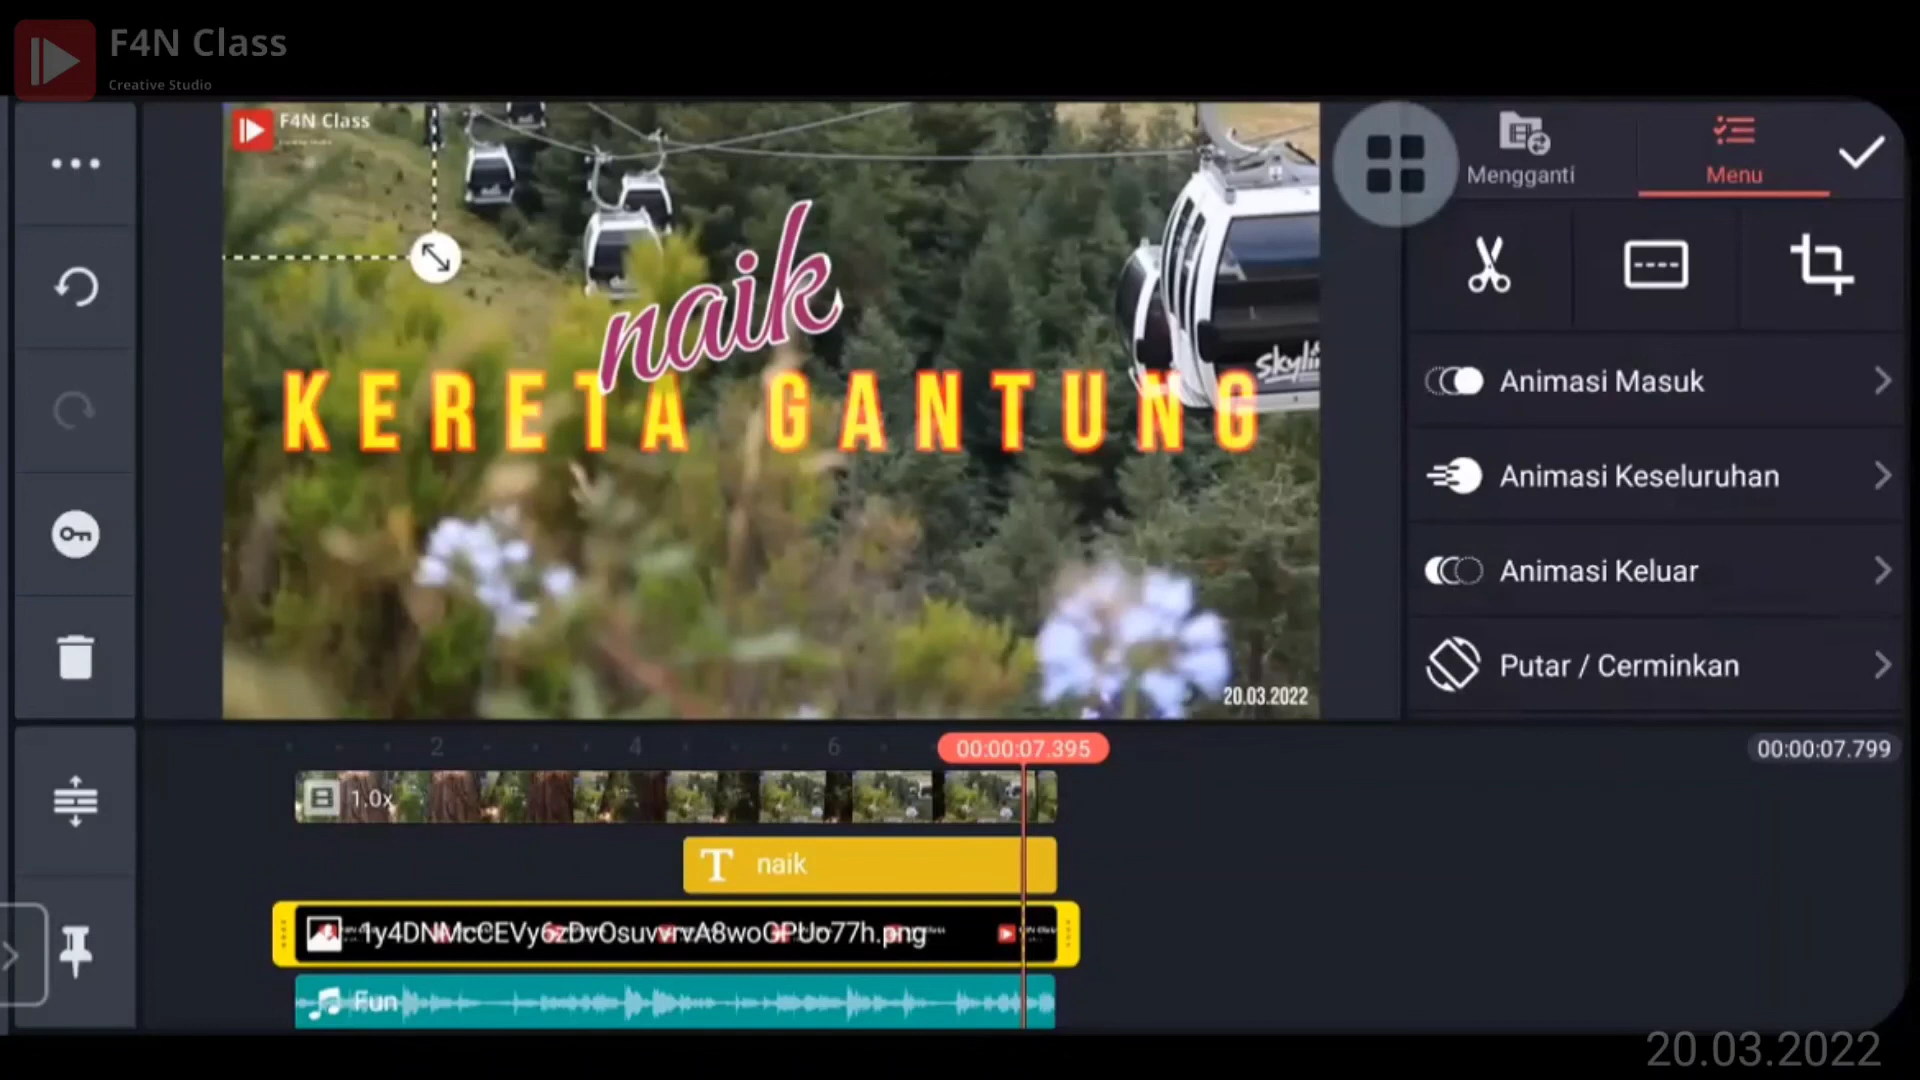 F4N Class
Creative Studio
F4N Class
naik
KERETA GANTUNG
skyli
20.03.2022
Mengganti
Menu
Animasi Masuk
Animasi Keseluruhan
Animasi Keluar
Putar / Cerminkan
2
4
6
00:00:07.395
00:00:07.799
1.0x
T naik
1y4DNMcCEVy6zDvOsuvvrvA8woGPUo77h.png
Fun
20.03.2022